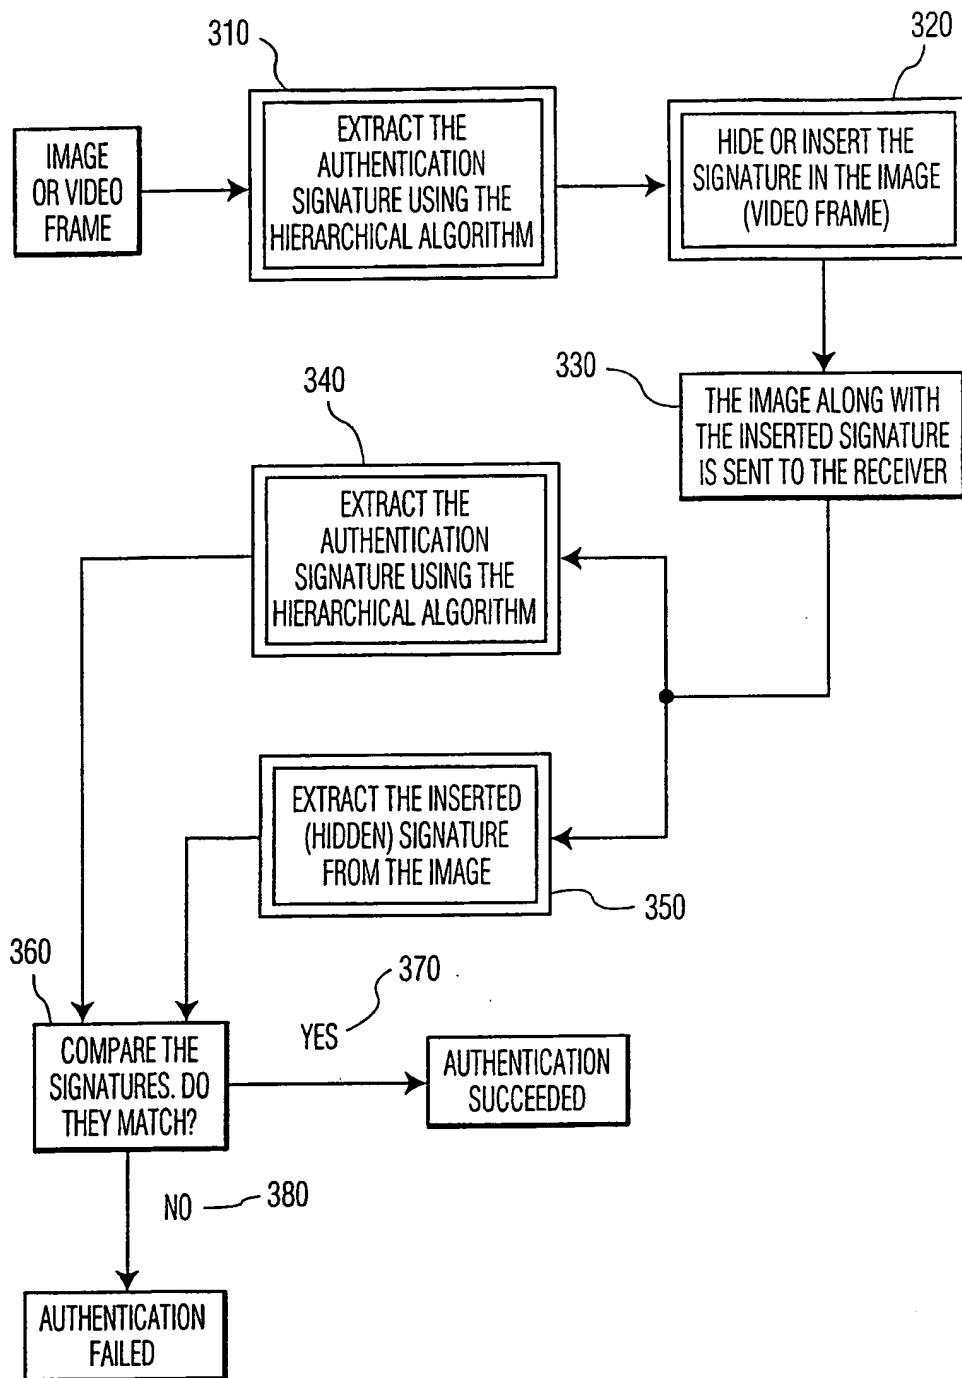 310
320
IMAGE
OR VIDEO
FRAME
EXTRACT THE
AUTHENTICATION
SIGNATURE USING THE
HIERARCHICAL ALGORITHM
HIDE OR INSERT THE
SIGNATURE IN THE IMAGE
(VIDEO FRAME)
330
THE IMAGE ALONG WITH
THE INSERTED SIGNATURE
IS SENT TO THE RECEIVER
340
EXTRACT THE
AUTHENTICATION
SIGNATURE USING THE
HIERARCHICAL ALGORITHM
EXTRACT THE INSERTED
(HIDDEN) SIGNATURE
FROM THE IMAGE
350
360
COMPARE THE
SIGNATURES. DO
THEY MATCH?
370
YES
AUTHENTICATION
SUCCEEDED
NO
380
AUTHENTICATION
FAILED